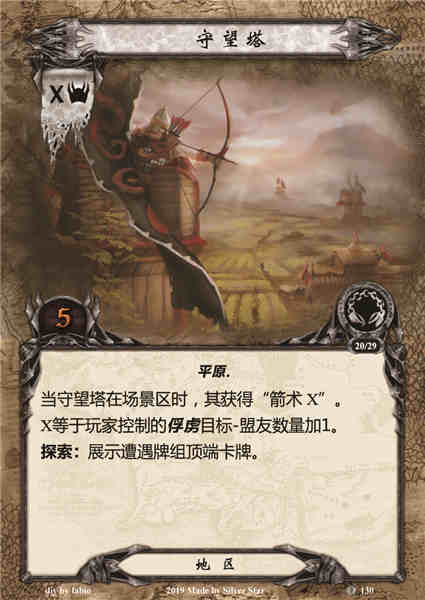 守望塔
X
5
20/29
平原.
当守望塔在场景区时，其获得“箭术 X”。
X等于玩家控制的俘虏目标-盟友数量加1。
探索：展示遭遇牌组顶端卡牌。
地区
diy by fabio 2019 Made by Silver Star 130